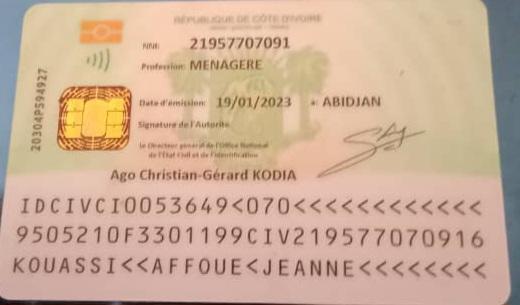 RÉPUBLIQUE DE CÔTE D'IVOIRE
NNI: 21957707091
Profession: MENAGERE
20304P594927
Date d'émission: 19/01/2023 à: ABIDJAN
Signature de l'Autorité
Le Directeur général de l'Office National
de l'État Civil et de l'Identification
Ago Christian-Gérard KODIA
IDCIVCI0053649<070<<<<<<<<<<<<
9505210F3301199CIV219577070916
KOUASSI<<AFFOUE<JEANNE<<<<<<<<